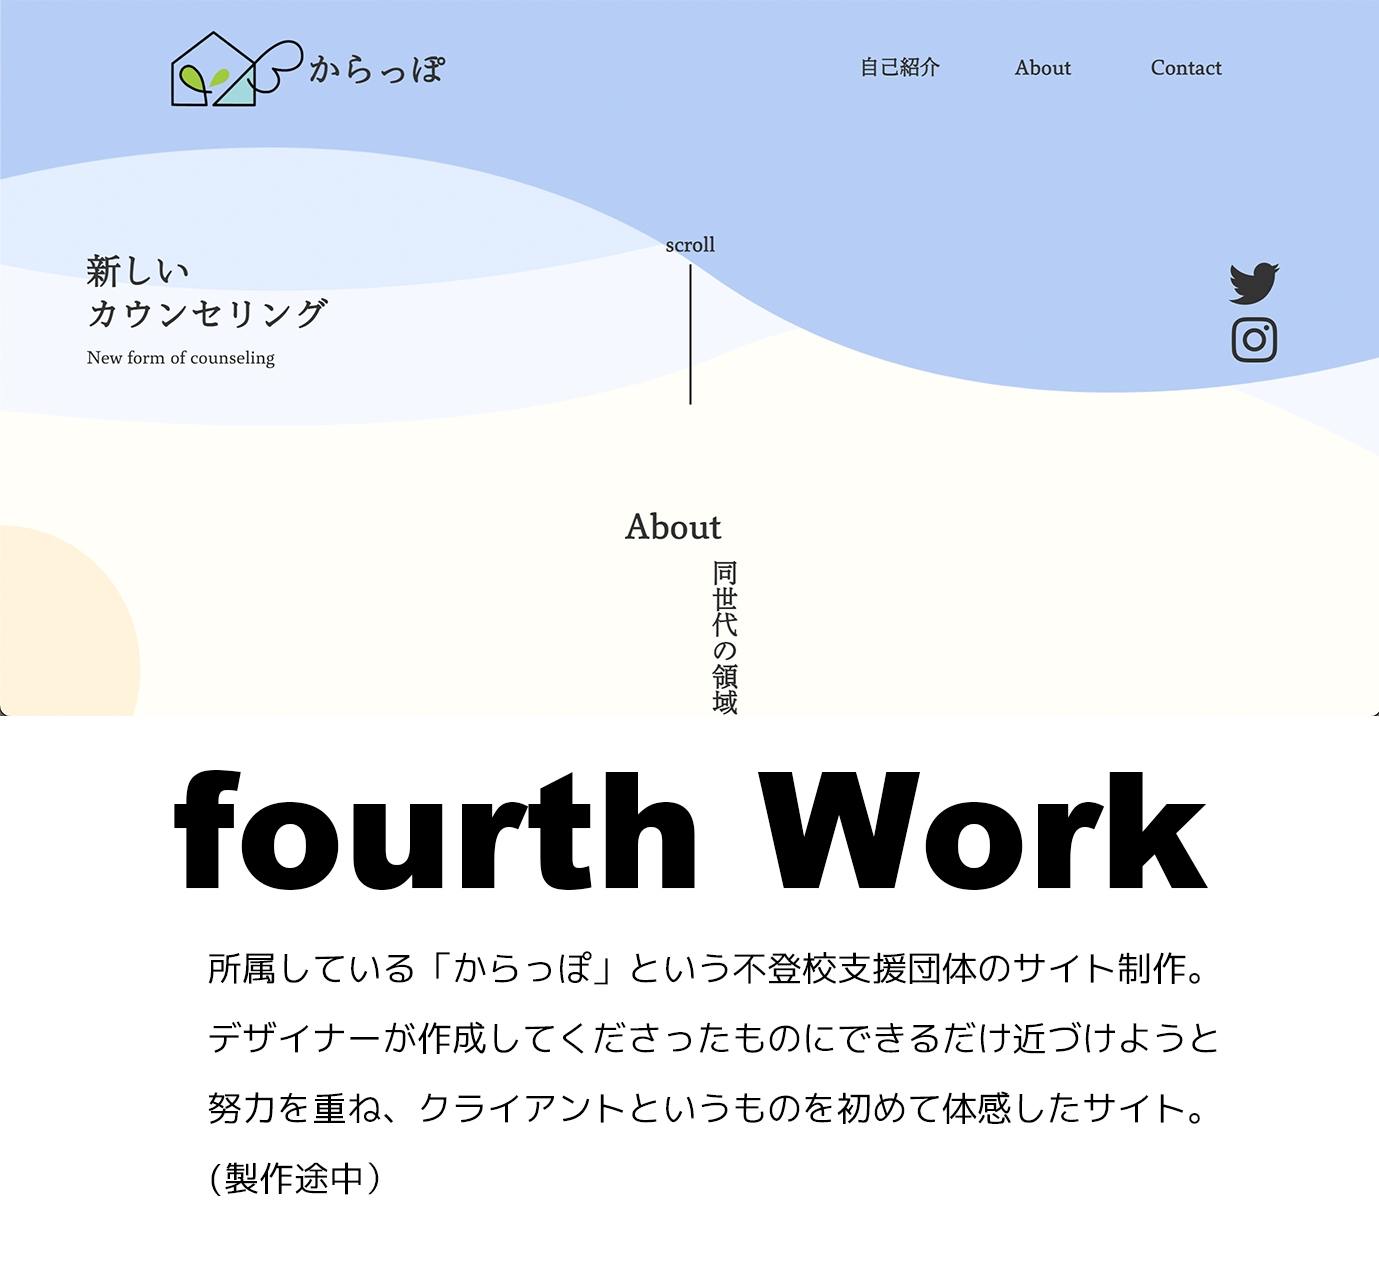 からっぽ
自己紹介
About
Contact
scroll
新しい
カウンセリング
New form of counseling
About
同世代の領域
fourth Work
所属している「からっぽ」という不登校支援団体のサイト制作。
デザイナーが作成してくださったものにできるだけ近づけようと
努力を重ね、クライアントというものを初めて体感したサイト。
(製作途中）